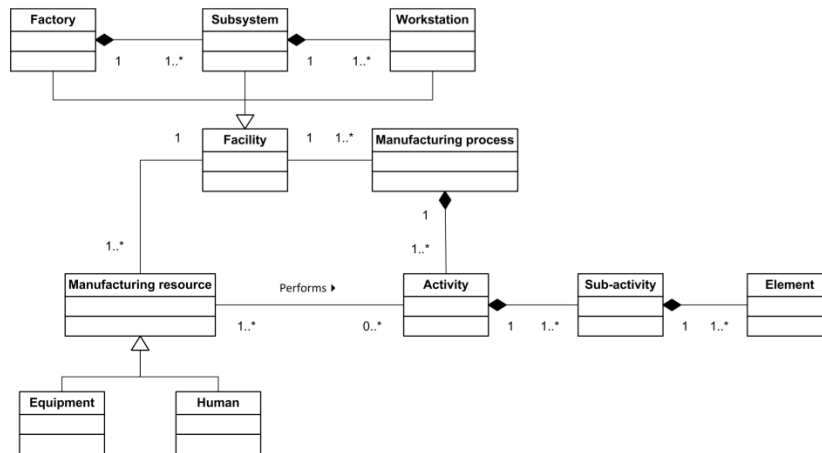 Factory
Subsystem
Workstation
1
1..*
1
1..*
Facility
Manufacturing process
1
1
1..*
1
1..*
1..*
Manufacturing resource
Performs
Activity
Sub-activity
Element
1..*
0..*
1
1..*
1
1..*
Equipment
Human